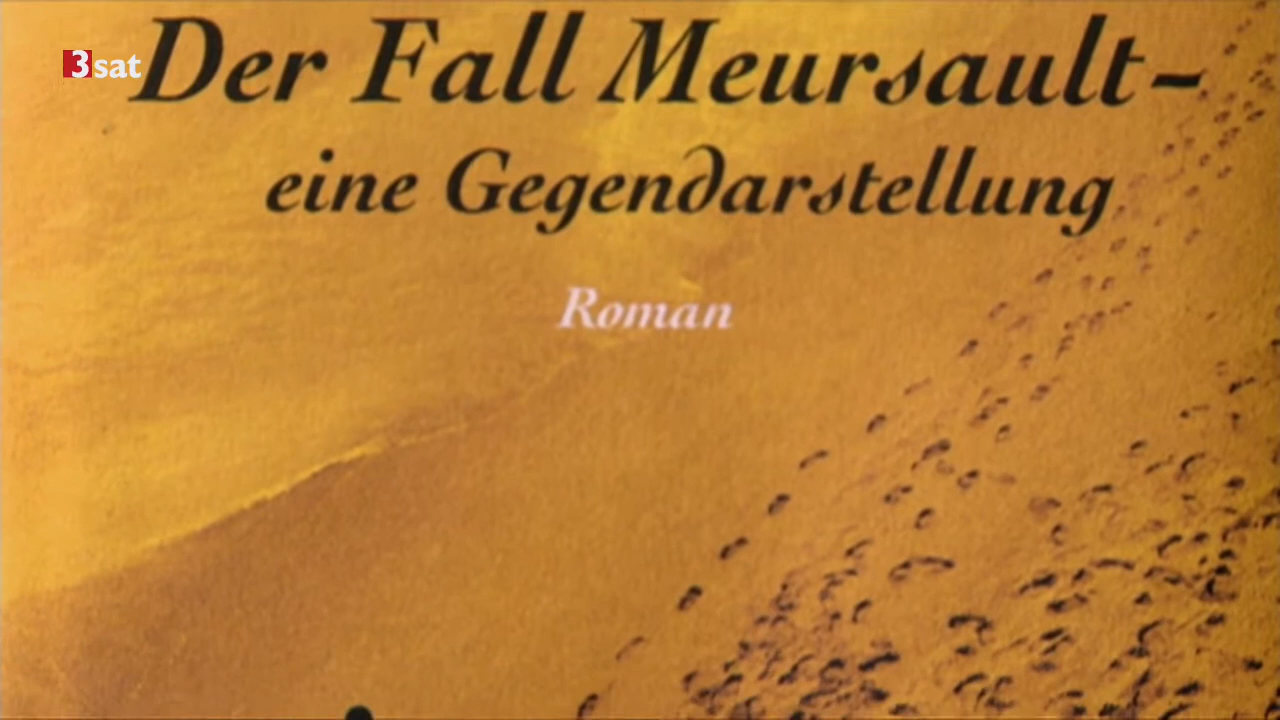 3sat
Der Fall Meursault –
eine Gegendarstellung
Roman